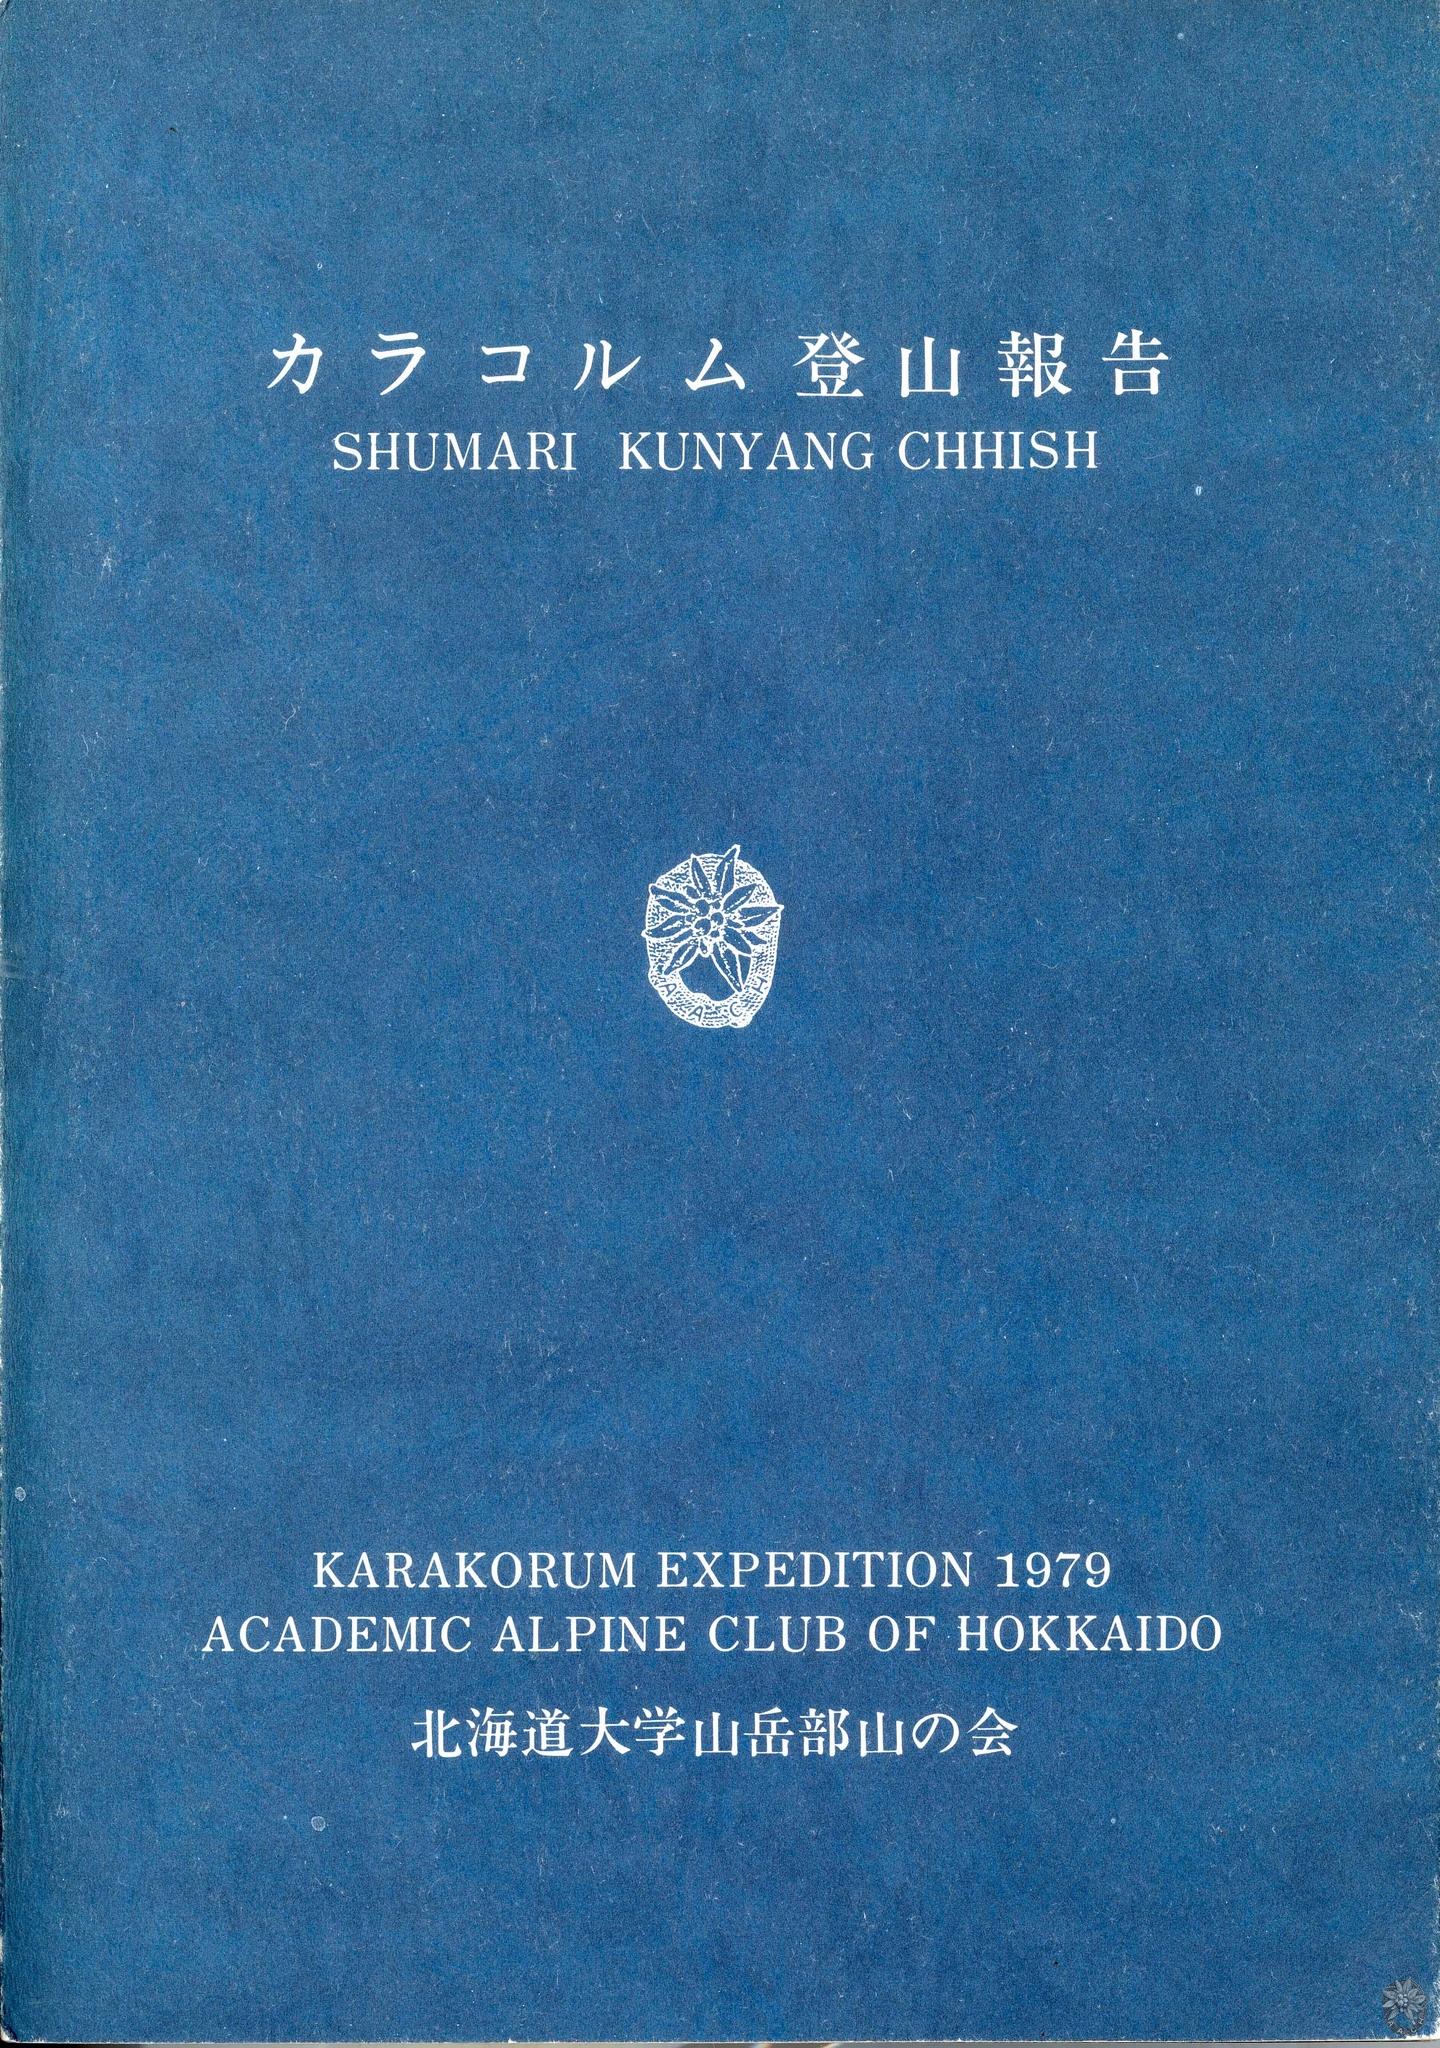 カラコルム登山報告
SHUMARI KUNYANG CHHISH
A A C H
KARAKORUM EXPEDITION 1979
ACADEMIC ALPINE CLUB OF HOKKAIDO
北海道大学山岳部山の会